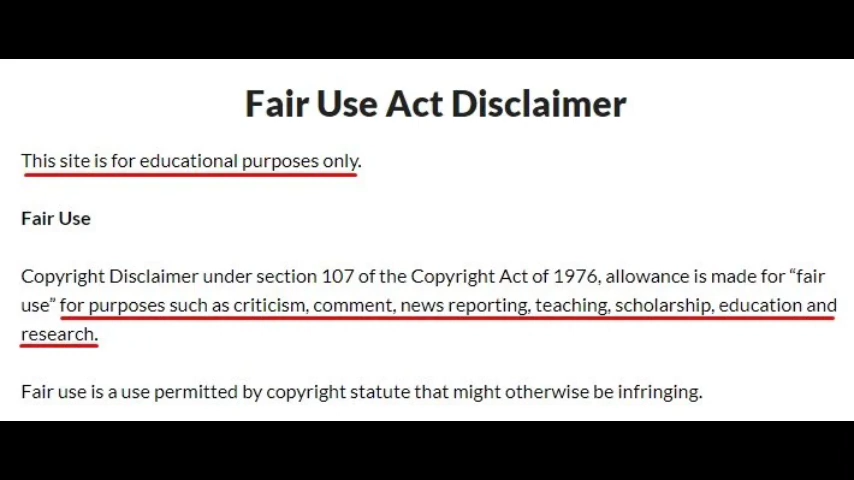 Fair Use Act Disclaimer
This site is for educational purposes only.
Fair Use
Copyright Disclaimer under section 107 of the Copyright Act of 1976, allowance is made for “fair
use” for purposes such as criticism, comment, news reporting, teaching, scholarship, education and
research.
Fair use is a use permitted by copyright statute that might otherwise be infringing.